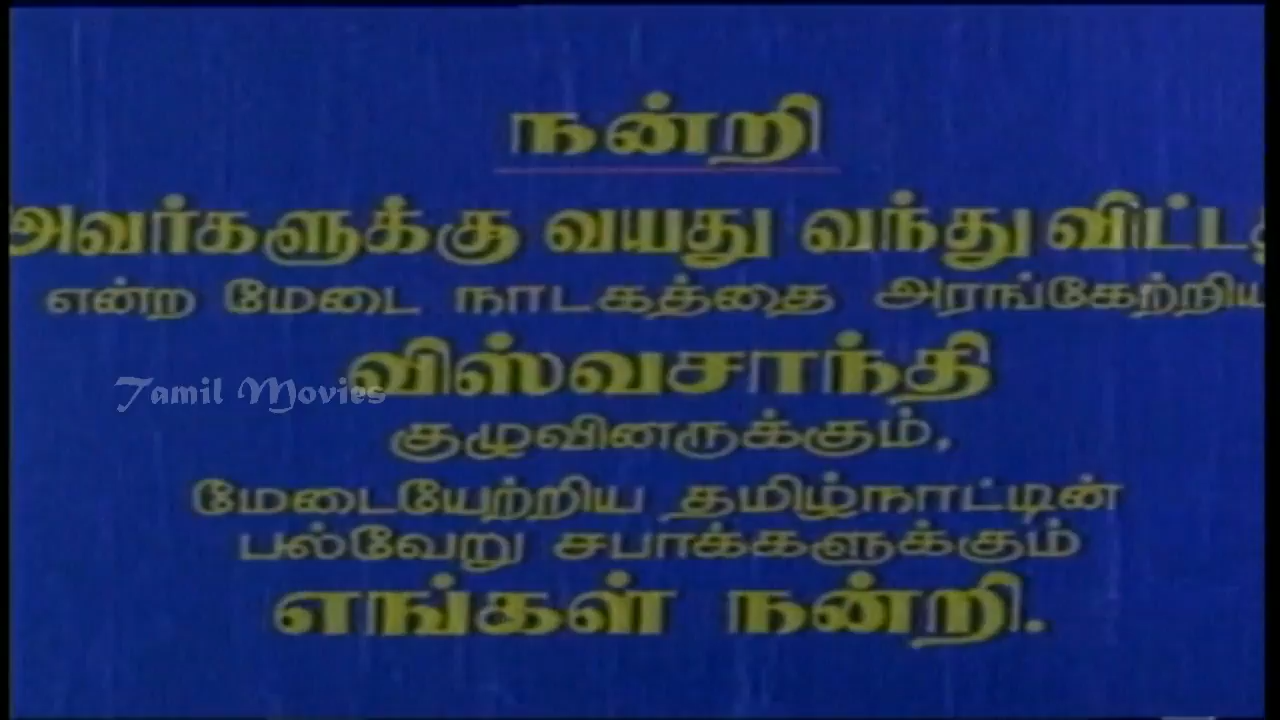 நன்றி
அவர்களுக்கு வயது வந்து விட்டது
என்ற மேடை நாடகத்தை அரங்கேற்றிய
விஸ்வசாந்தி
Tamil Movies
குழுவினருக்கும்,
மேடையேற்றிய தமிழ்நாட்டின்
பல்வேறு சபாக்களுக்கும்
எங்கள் நன்றி.